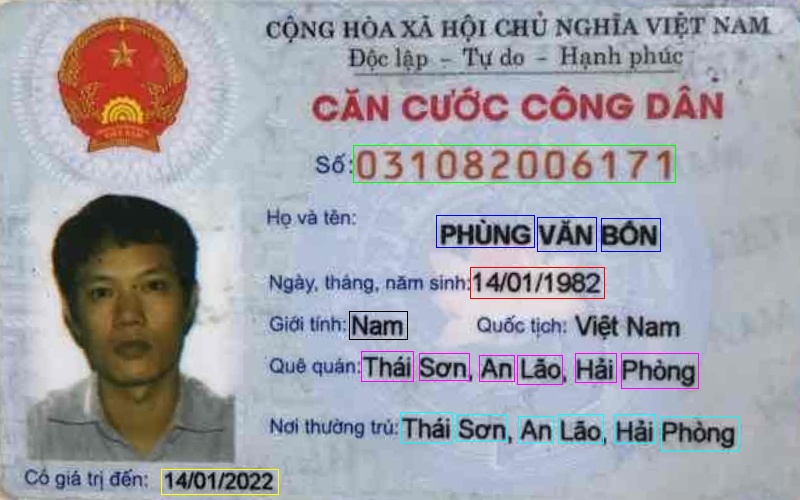 CỘNG HÒA XÃ HỘI CHỦ NGHĨA VIỆT NAM
Độc lập - Tự do - Hạnh phúc
CĂN CƯỚC CÔNG DÂN
Số: 031082006171
Họ và tên:
PHÙNG VĂN BÔN
Ngày, tháng, năm sinh: 14/01/1982
Giới tính: Nam Quốc tịch: Việt Nam
Quê quán: Thái Sơn, An Lão, Hải Phòng
Nơi thường trú: Thái Sơn, An Lão, Hải Phòng
Có giá trị đến: 14/01/2022